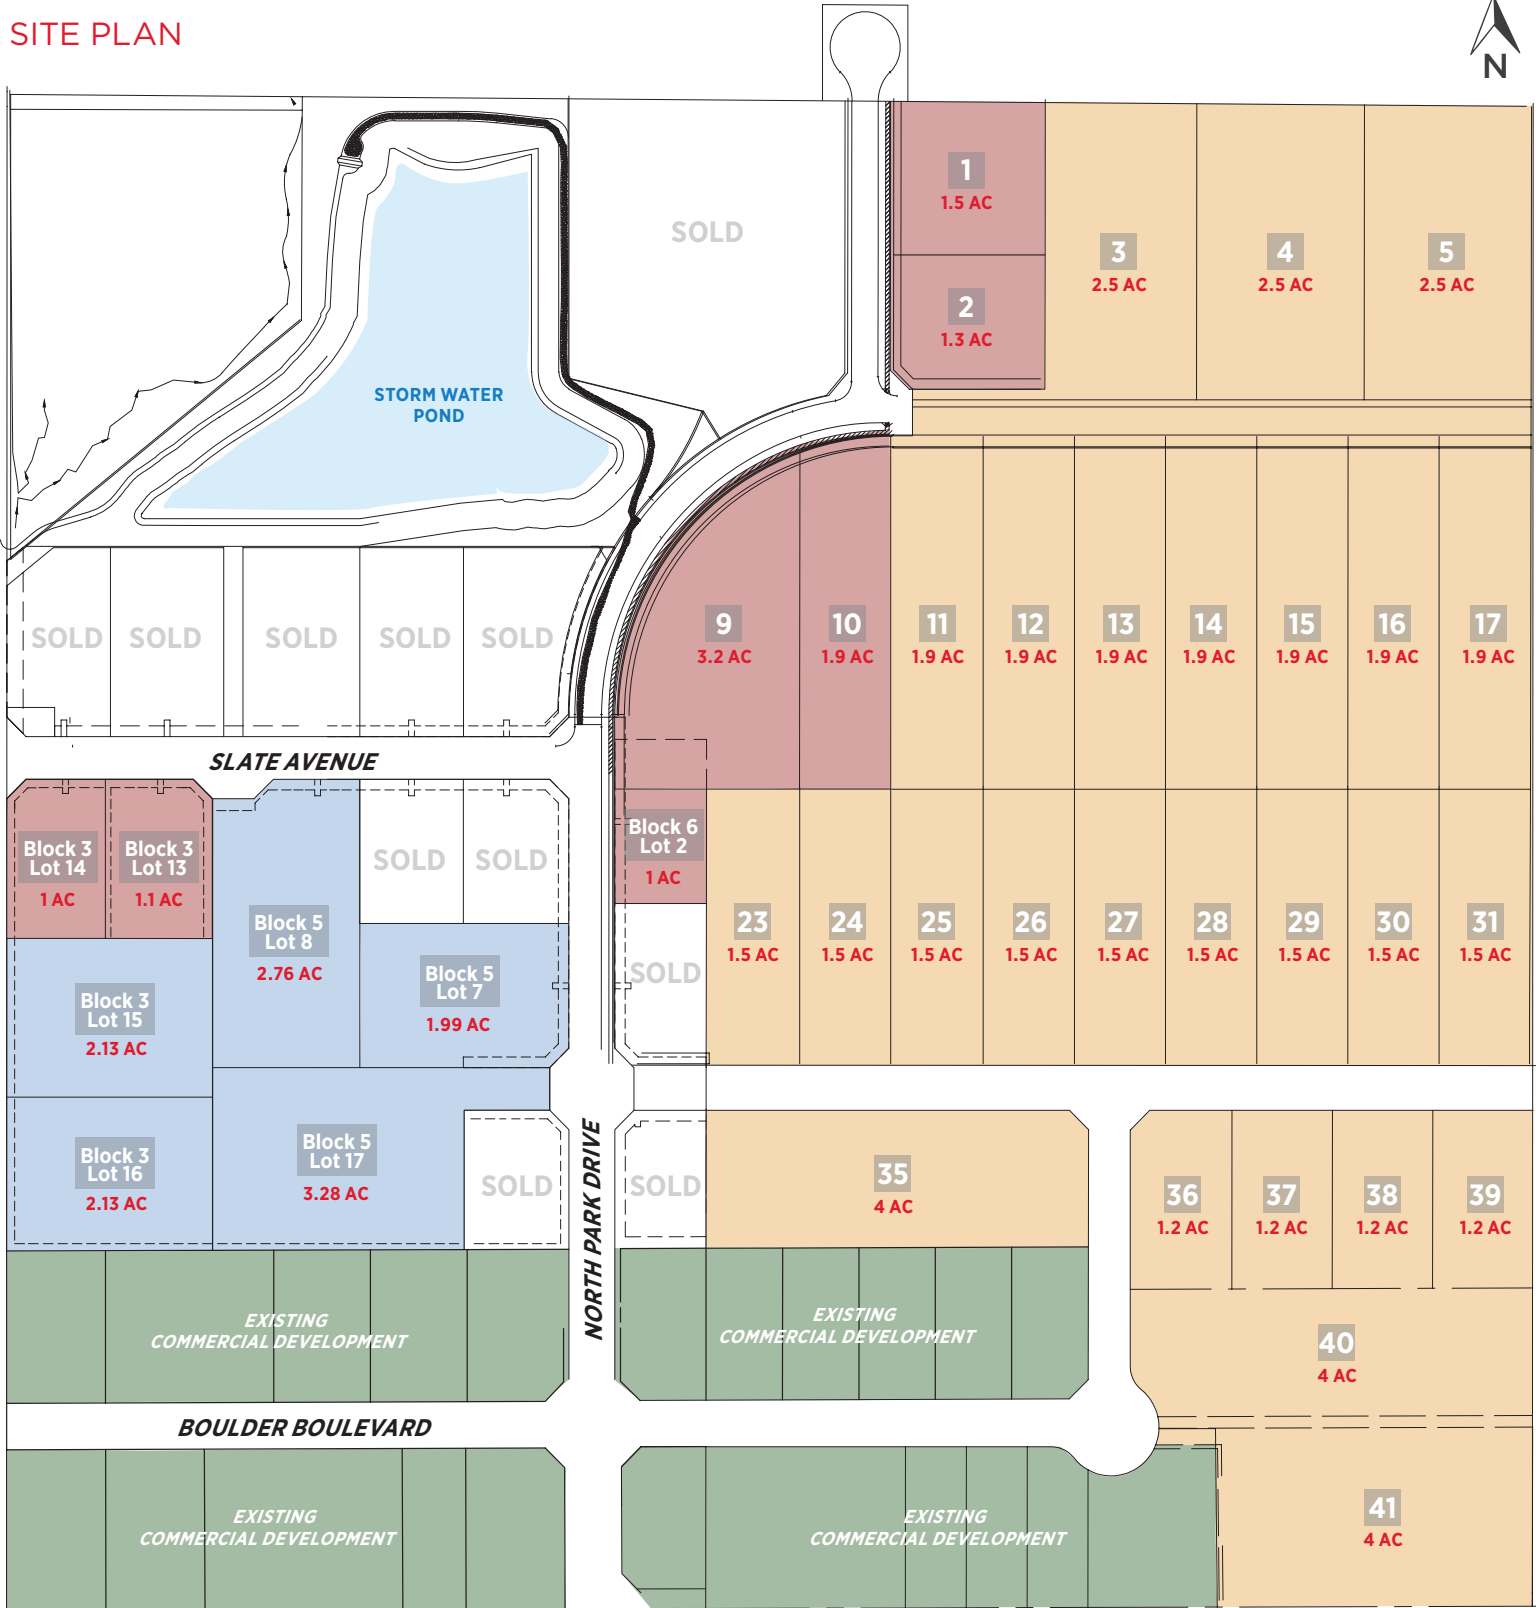 SITE PLAN
N
1
1.5 AC
SOLD
3
2.5 AC
4
2.5 AC
5
2.5 AC
2
1.3 AC
STORM WATER
POND
SOLD
SOLD
SOLD
SOLD
SOLD
9
3.2 AC
10
1.9 AC
11
1.9 AC
12
1.9 AC
13
1.9 AC
14
1.9 AC
15
1.9 AC
16
1.9 AC
17
1.9 AC
SLATE AVENUE
Block 3
Lot 14
1 AC
Block 3
Lot 13
1.1 AC
SOLD
SOLD
Block 6
Lot 2
1 AC
Block 5
Lot 8
2.76 AC
Block 5
Lot 7
1.99 AC
SOLD
23
1.5 AC
24
1.5 AC
25
1.5 AC
26
1.5 AC
27
1.5 AC
28
1.5 AC
29
1.5 AC
30
1.5 AC
31
1.5 AC
Block 3
Lot 15
2.13 AC
Block 3
Lot 16
2.13 AC
Block 5
Lot 17
3.28 AC
SOLD
NORTH PARK DRIVE
SOLD
35
4 AC
36
1.2 AC
37
1.2 AC
38
1.2 AC
39
1.2 AC
EXISTING
COMMERCIAL DEVELOPMENT
EXISTING
COMMERCIAL DEVELOPMENT
40
4 AC
BOULDER BOULEVARD
EXISTING
COMMERCIAL DEVELOPMENT
EXISTING
COMMERCIAL DEVELOPMENT
41
4 AC